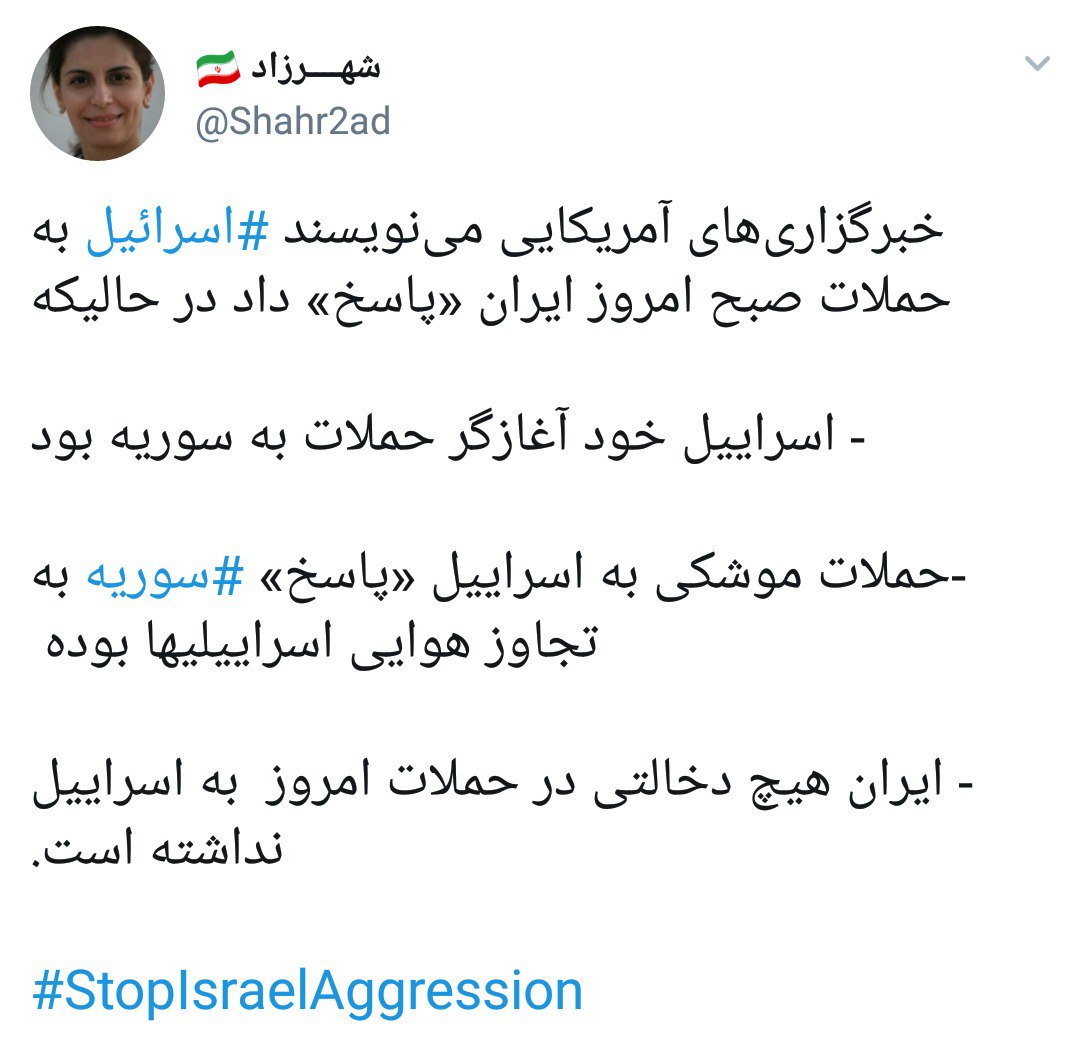 شهـــرزاد 🇮🇷
@Shahr2ad
خبرگزاری‌های آمریکایی می‌نویسند #اسرائیل به
حملات صبح امروز ایران «پاسخ» داد در حالیکه
- اسراییل خود آغازگر حملات به سوریه بود
-حملات موشکی به اسراییل «پاسخ» #سوریه به
تجاوز هوایی اسراییلیها بوده
- ایران هیچ دخالتی در حملات امروز به اسراییل
نداشته است.
#StopIsraelAggression